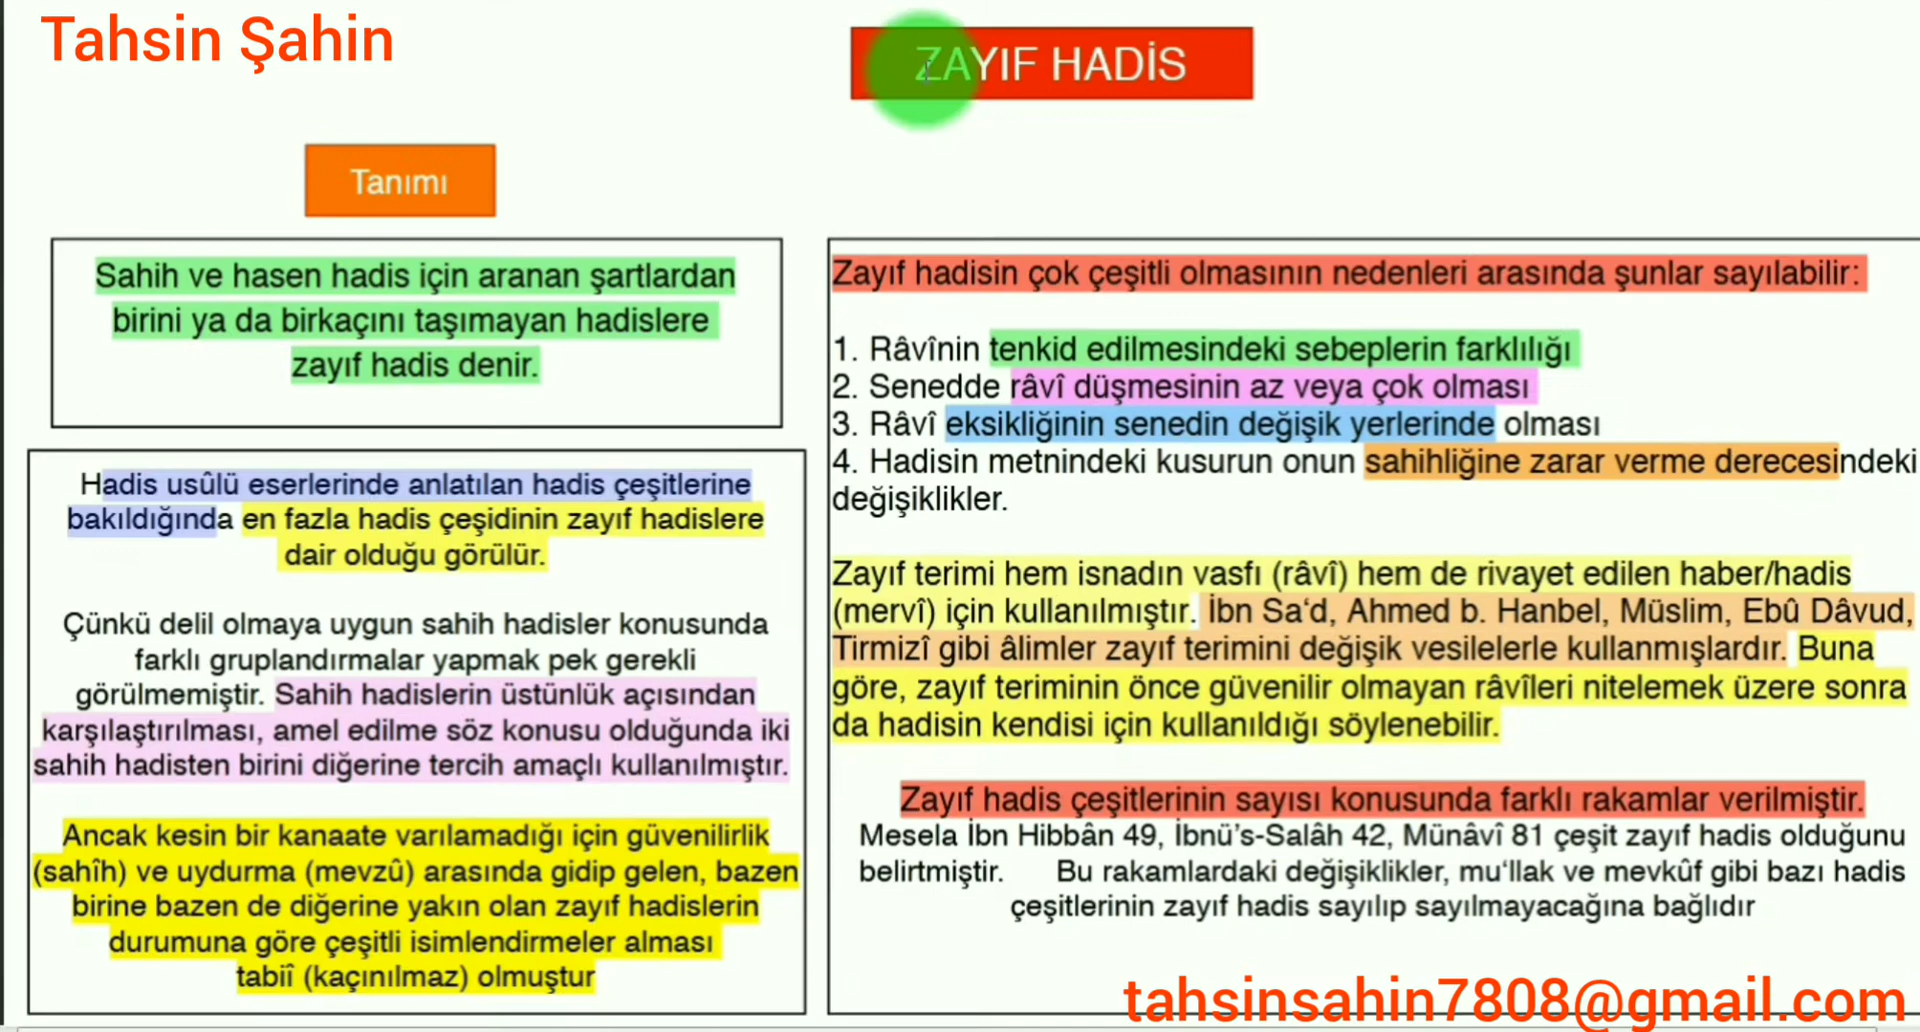 Tahsin Şahin
ZAYIF HADİS
Tanımı
Sahih ve hasen hadis için aranan şartlardan
birini ya da birkaçını taşımayan hadislere
zayıf hadis denir.
Hadis usûlü eserlerinde anlatılan hadis çeşitlerine
bakıldığında en fazla hadis çeşidinin zayıf hadislere
dair olduğu görülür.
Çünkü delil olmaya uygun sahih hadisler konusunda
farklı gruplandırmalar yapmak pek gerekli
görülmemiştir. Sahih hadislerin üstünlük açısından
karşılaştırılması, amel edilme söz konusu olduğunda iki
sahih hadisten birini diğerine tercih amaçlı kullanılmıştır.
Ancak kesin bir kanaate varılamadığı için güvenilirlik
(sahîh) ve uydurma (mevzû) arasında gidip gelen, bazen
birine bazen de diğerine yakın olan zayıf hadislerin
durumuna göre çeşitli isimlendirmeler alması
tabiî (kaçınılmaz) olmuştur
Zayıf hadisin çok çeşitli olmasının nedenleri arasında şunlar sayılabilir:
1. Râvînin tenkid edilmesindeki sebeplerin farklılığı
2. Senedde râvî düşmesinin az veya çok olması
3. Râvî eksikliğinin senedin değişik yerlerinde olması
4. Hadisin metnindeki kusurun onun sahihliğine zarar verme derecesindeki
değişiklikler.
Zayıf terimi hem isnadın vasfı (râvî) hem de rivayet edilen haber/hadis
(mervî) için kullanılmıştır. İbn Sa‘d, Ahmed b. Hanbel, Müslim, Ebû Dâvud,
Tirmizî gibi âlimler zayıf terimini değişik vesilelerle kullanmışlardır. Buna
göre, zayıf teriminin önce güvenilir olmayan râvîleri nitelemek üzere sonra
da hadisin kendisi için kullanıldığı söylenebilir.
Zayıf hadis çeşitlerinin sayısı konusunda farklı rakamlar verilmiştir.
Mesela İbn Hibbân 49, İbnü’s-Salâh 42, Münâvî 81 çeşit zayıf hadis olduğunu
belirtmiştir. Bu rakamlardaki değişiklikler, mu‘llak ve mevkûf gibi bazı hadis
çeşitlerinin zayıf hadis sayılıp sayılmayacağına bağlıdır
tahsinsahin7808@gmail.com